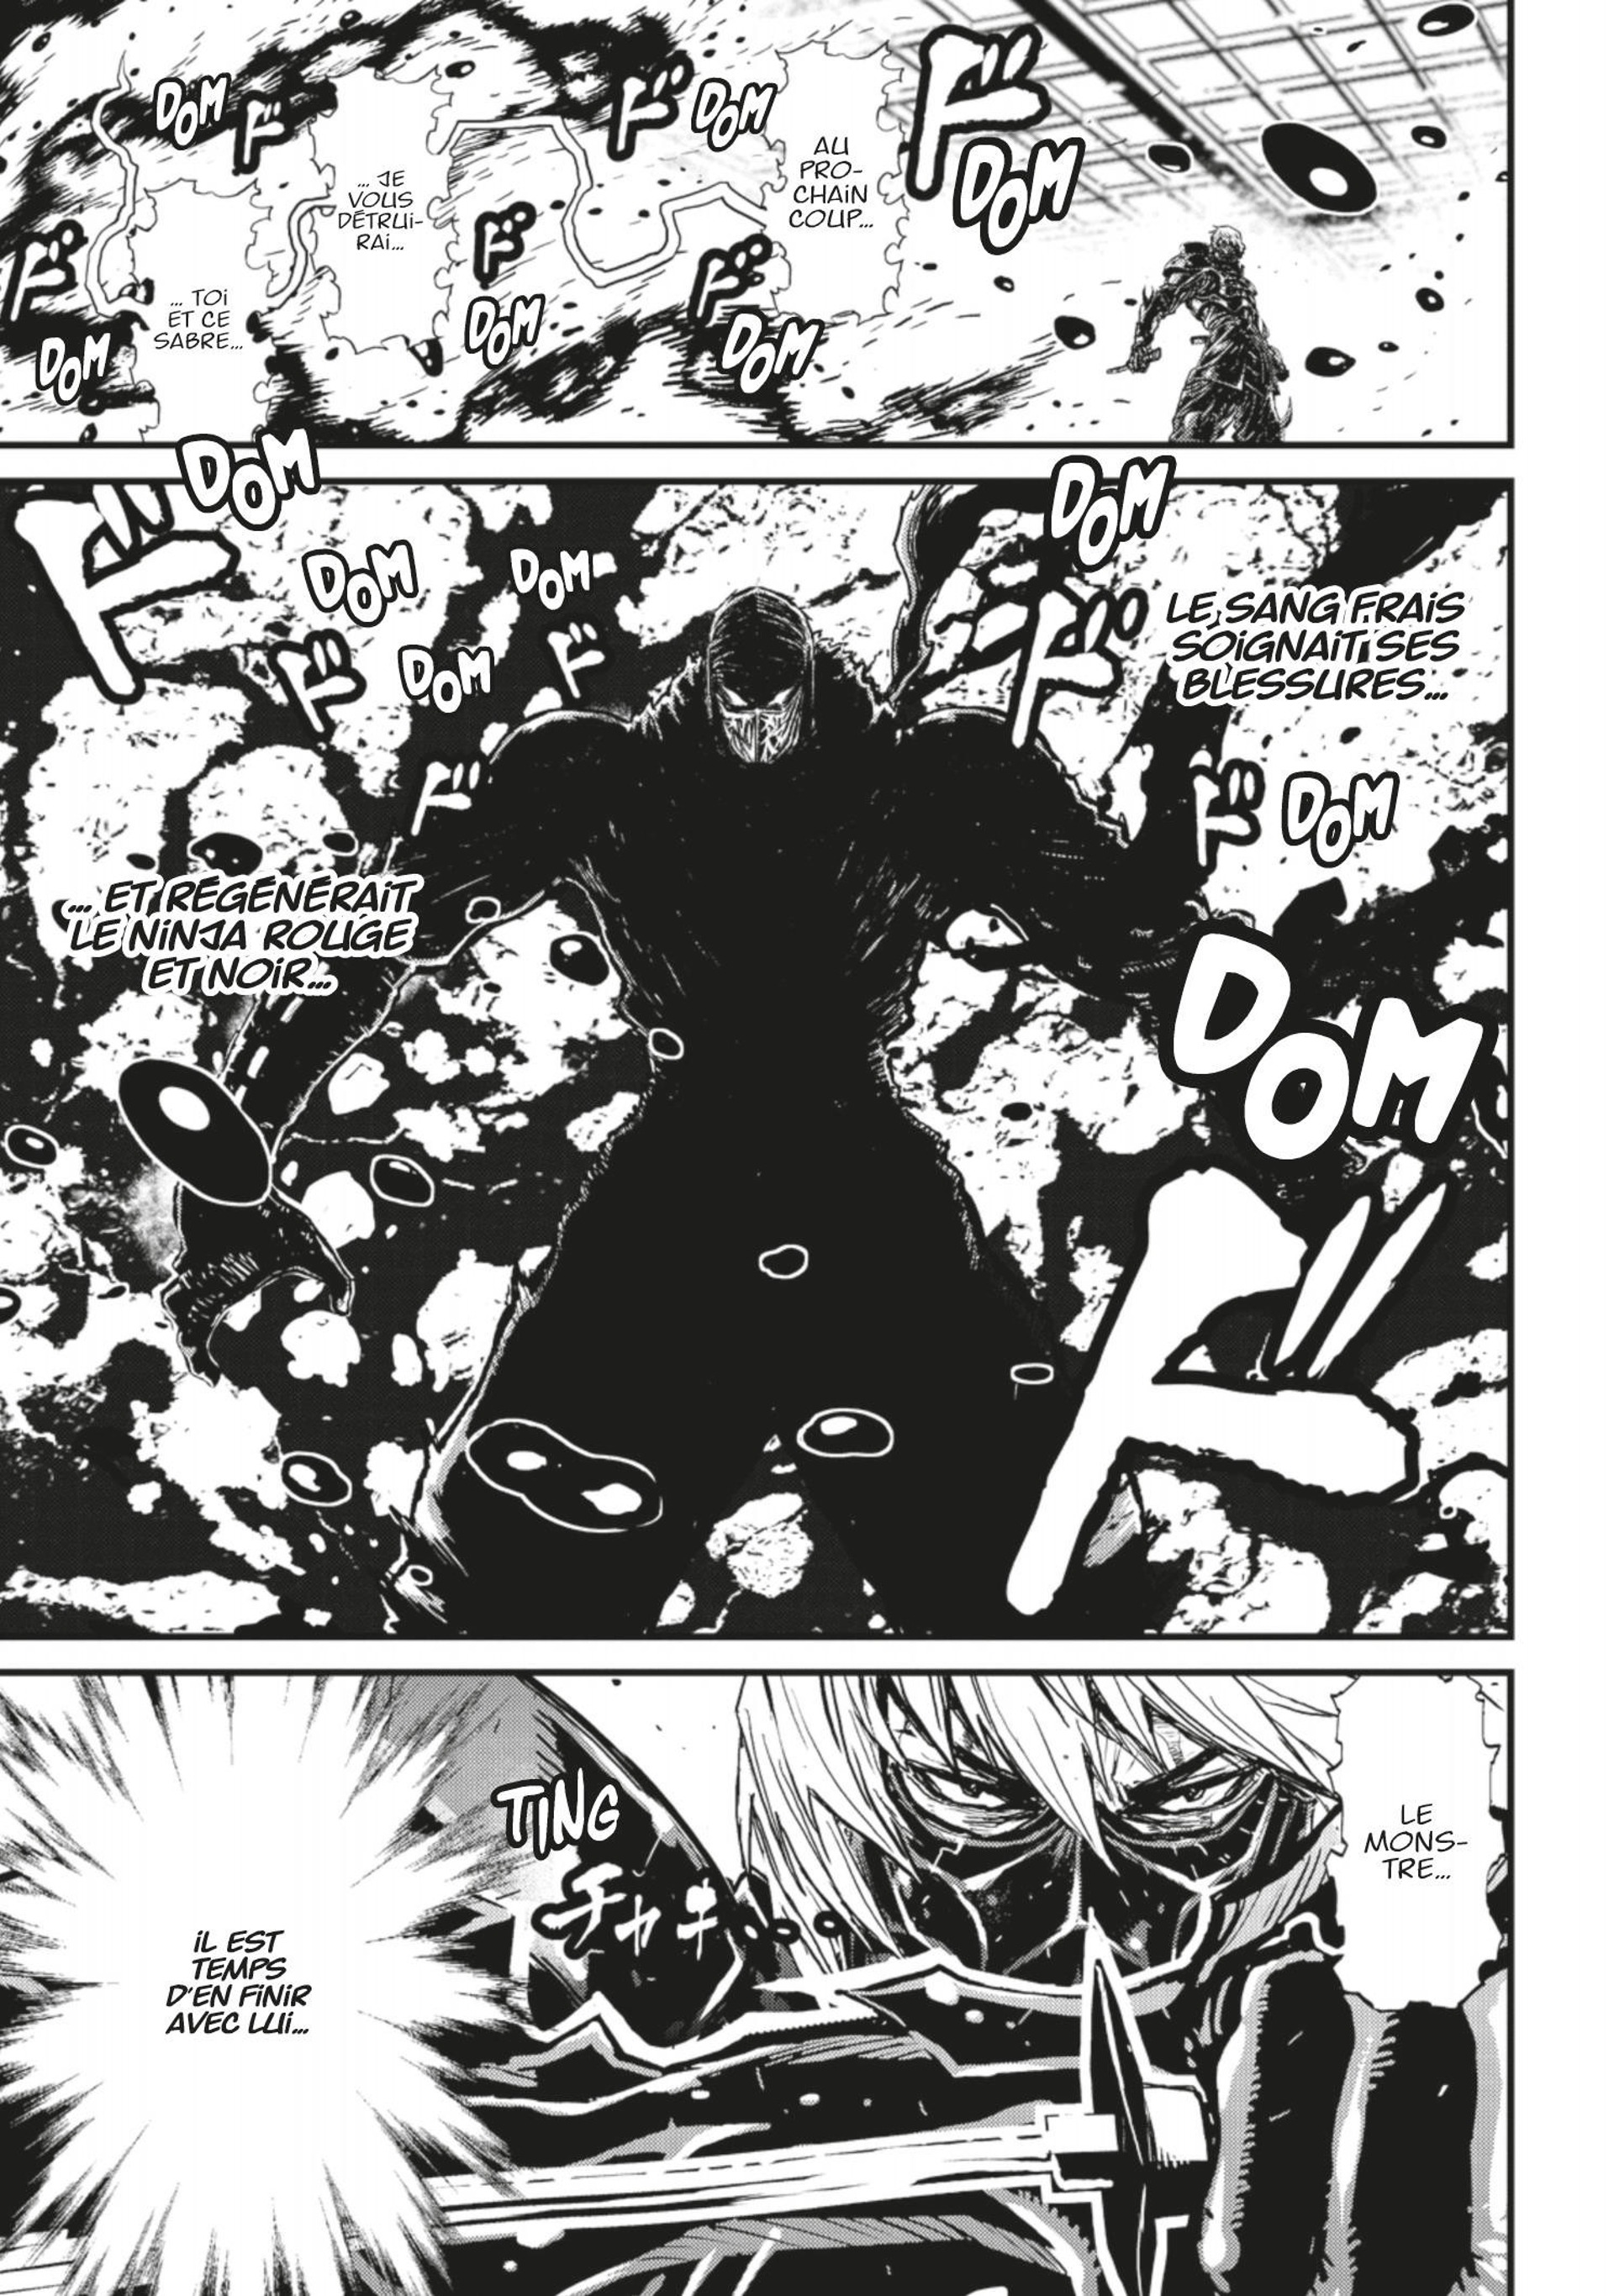 ド
DOM
AU
PRO-
CHAIN
COUP...
DOM
ド
ド
DOM
ド
DOM
... JE
VOUS
DÉTRUI-
RAI...
ド
DOM
... TOI
ET CE
SABRE...
ド
DOM
DOM
ド
LE SANG FRAIS
SOIGNAIT SES
BLESSURES...
ド
DOM
DOM
ド
DOM
ド
DOM
ド
DOM
ド
DOM
ド
... ET RÉGÉNÉRAIT
LE NINJA ROUGE
ET NOIR...
LE
MONS-
TRE...
TING
チャキ
IL EST
TEMPS
D'EN FINIR
AVEC LUI...